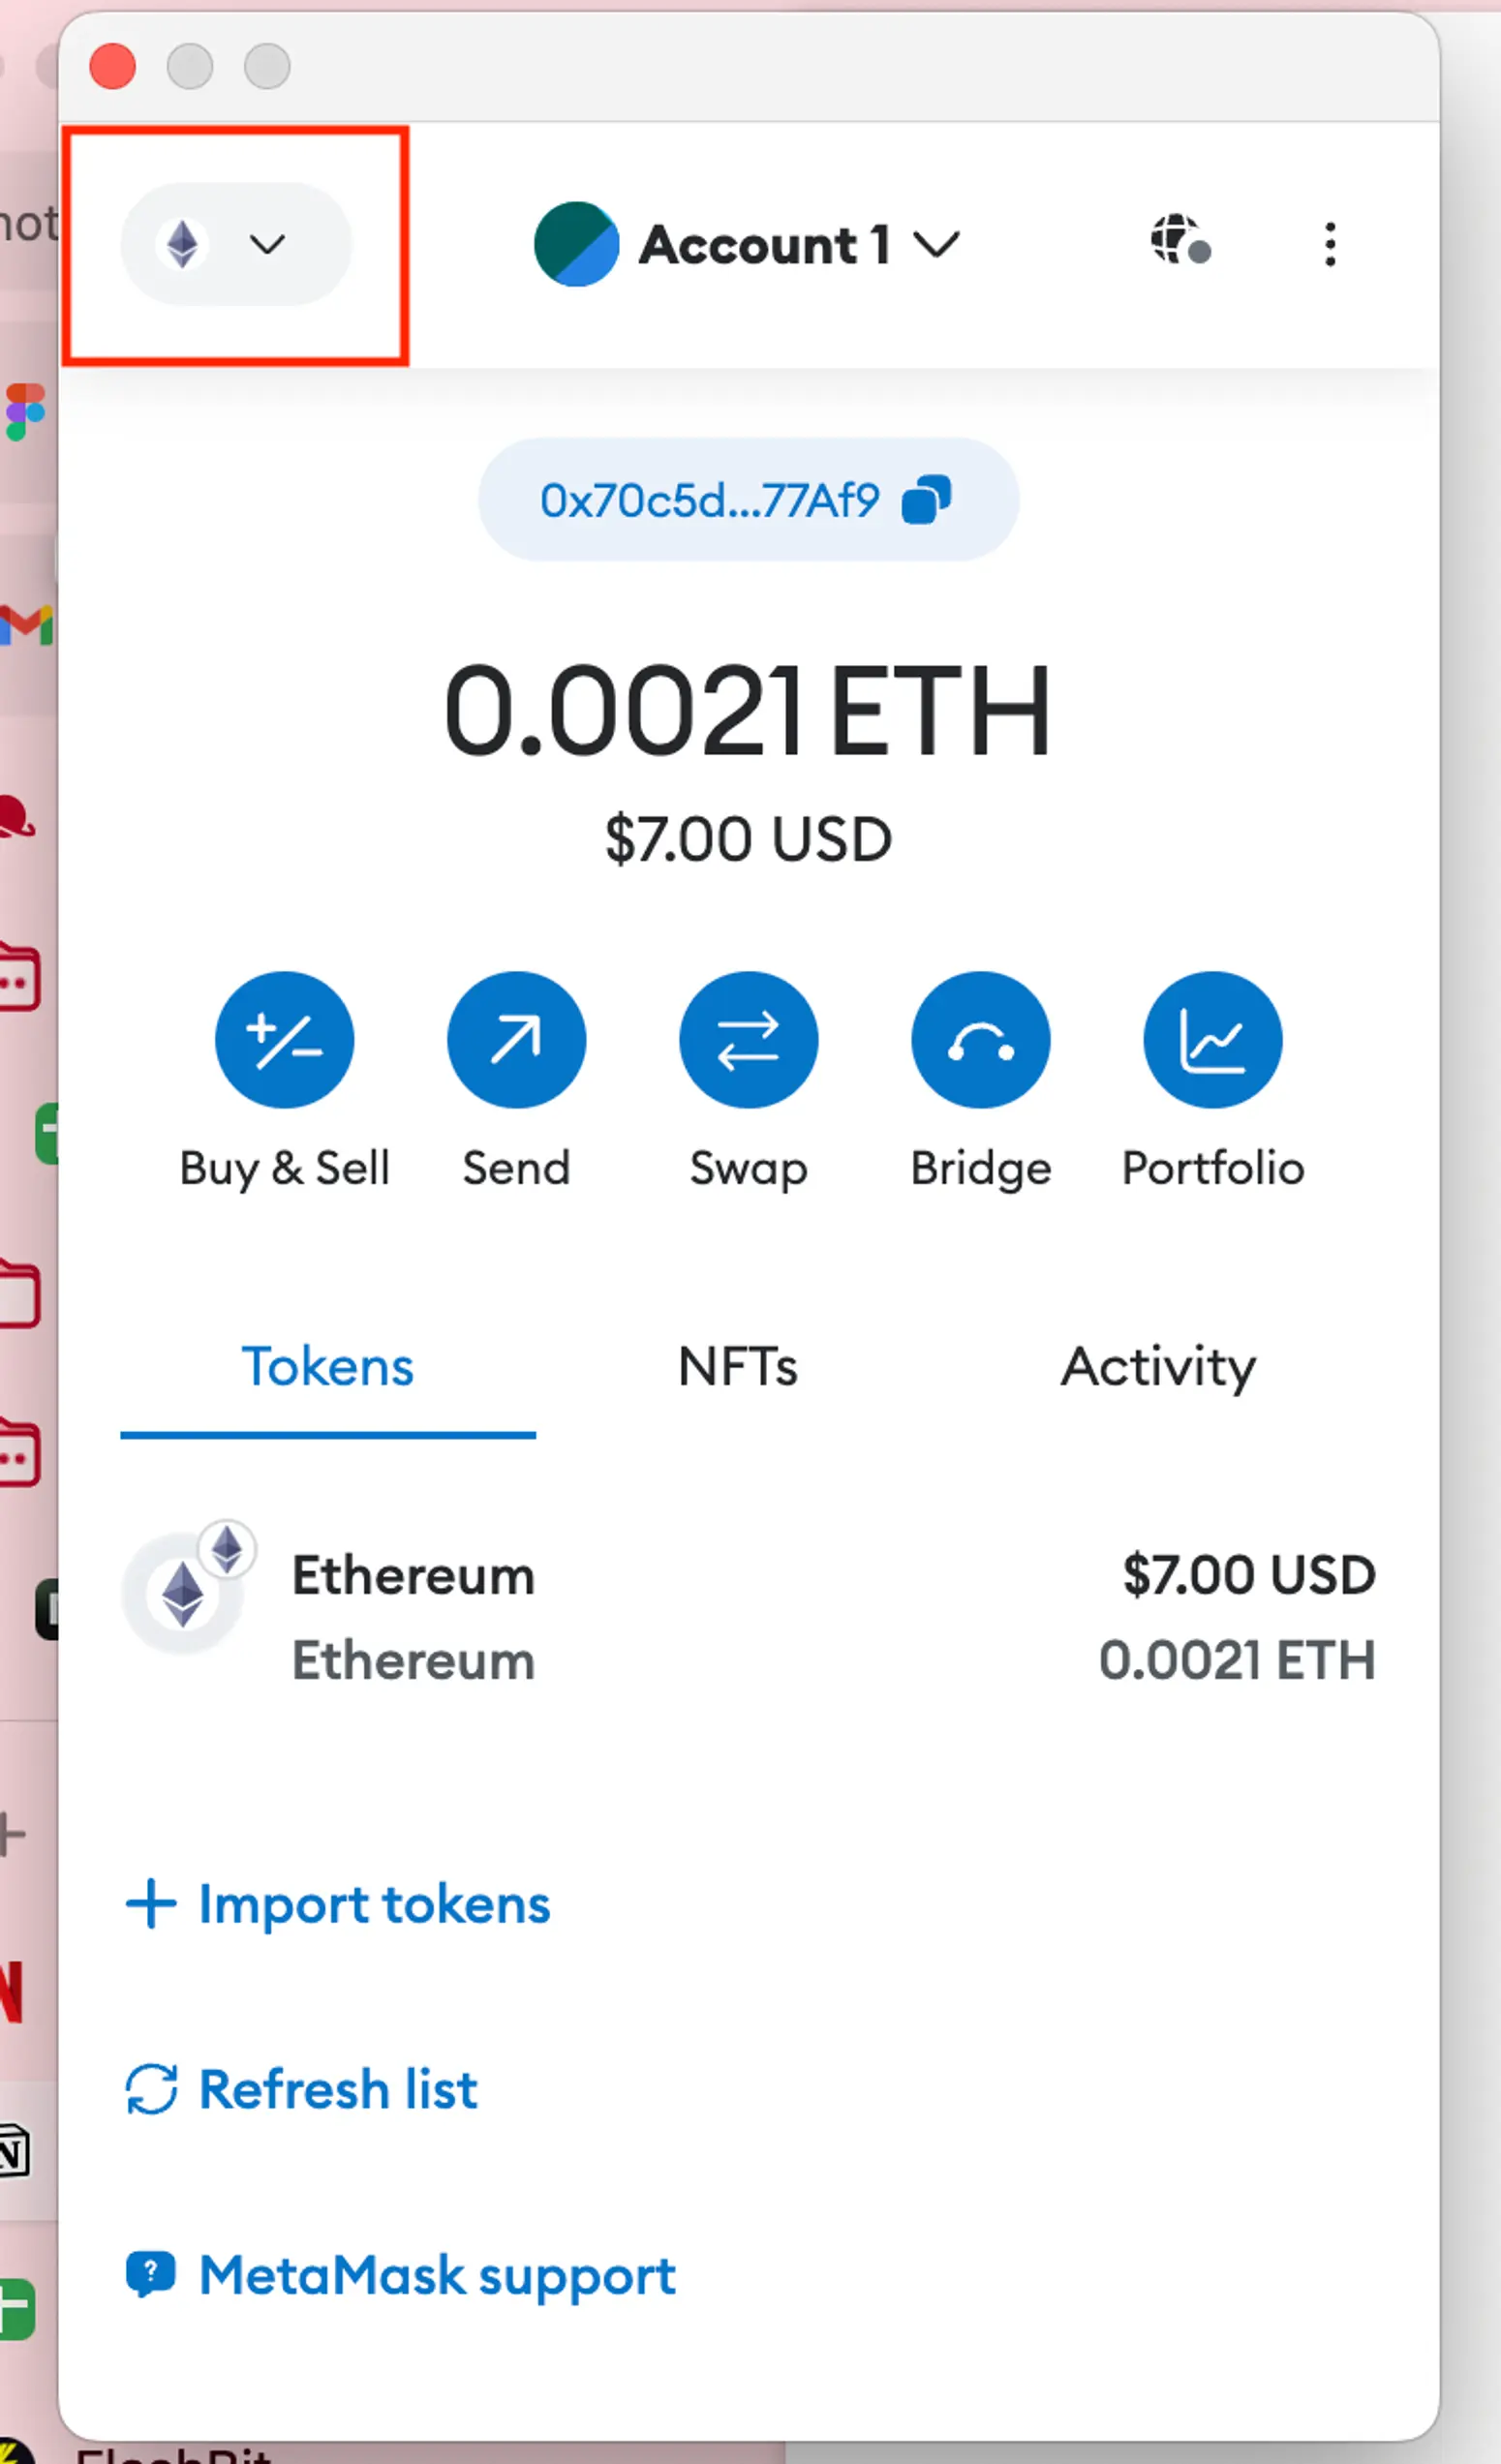 not
Account 1
0x70c5d...77Af9
0.0021 ETH
$7.00 USD
Buy & Sell
Send
Swap
Bridge
Portfolio
Tokens
NFTs
Activity
Ethereum
$7.00 USD
Ethereum
0.0021 ETH
Import tokens
Refresh list
MetaMask support